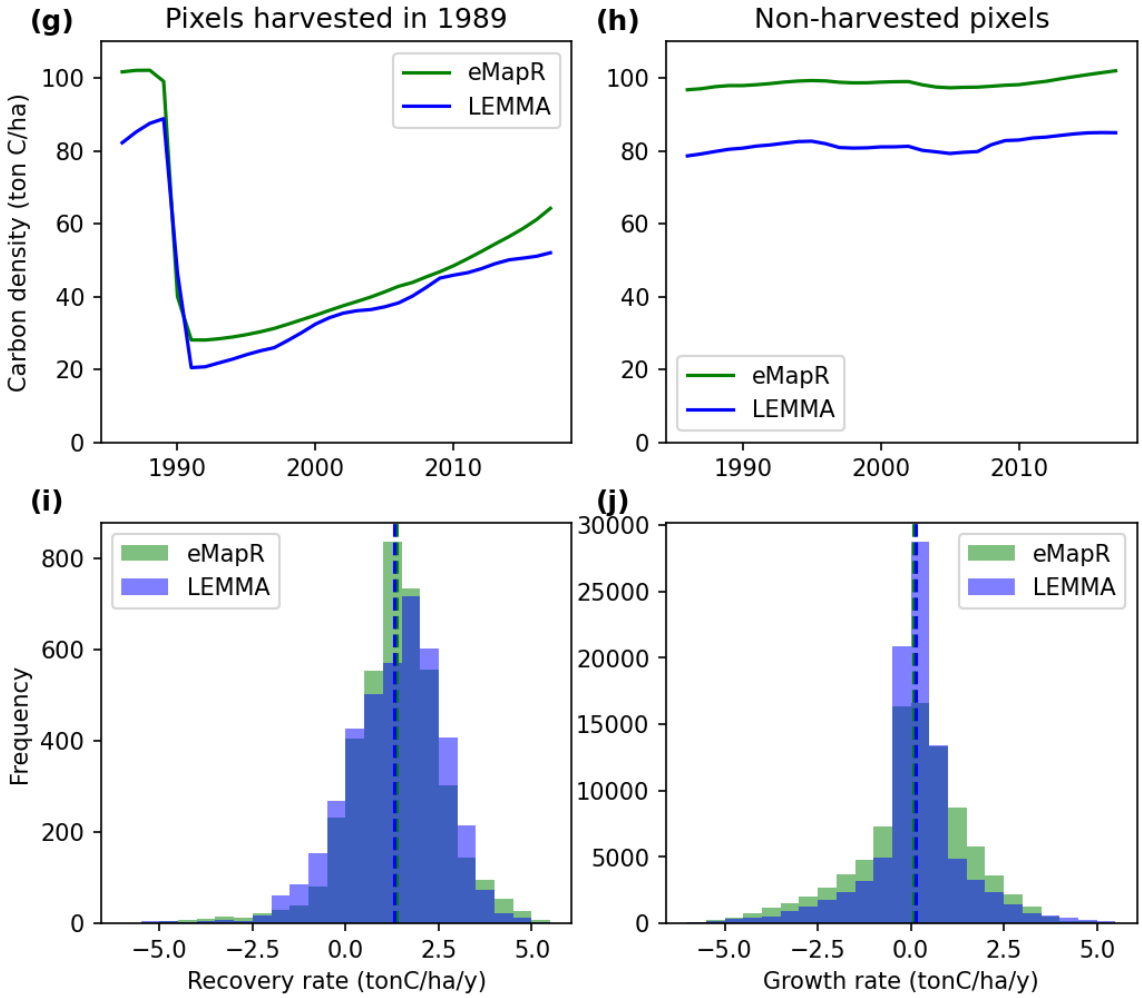 (g) Pixels harvested in 1989
(h) Non-harvested pixels
Carbon density (ton C/ha)
100
80
60
40
20
0
eMapR
LEMMA
1990 2000 2010
100
80
60
40
20
0
eMapR
LEMMA
1990 2000 2010
(i)
(j)
Frequency
800
600
400
200
0
eMapR
LEMMA
−5.0 −2.5 0.0 2.5 5.0
Recovery rate (tonC/ha/y)
30000
25000
20000
15000
10000
5000
0
eMapR
LEMMA
−5.0 −2.5 0.0 2.5 5.0
Growth rate (tonC/ha/y)